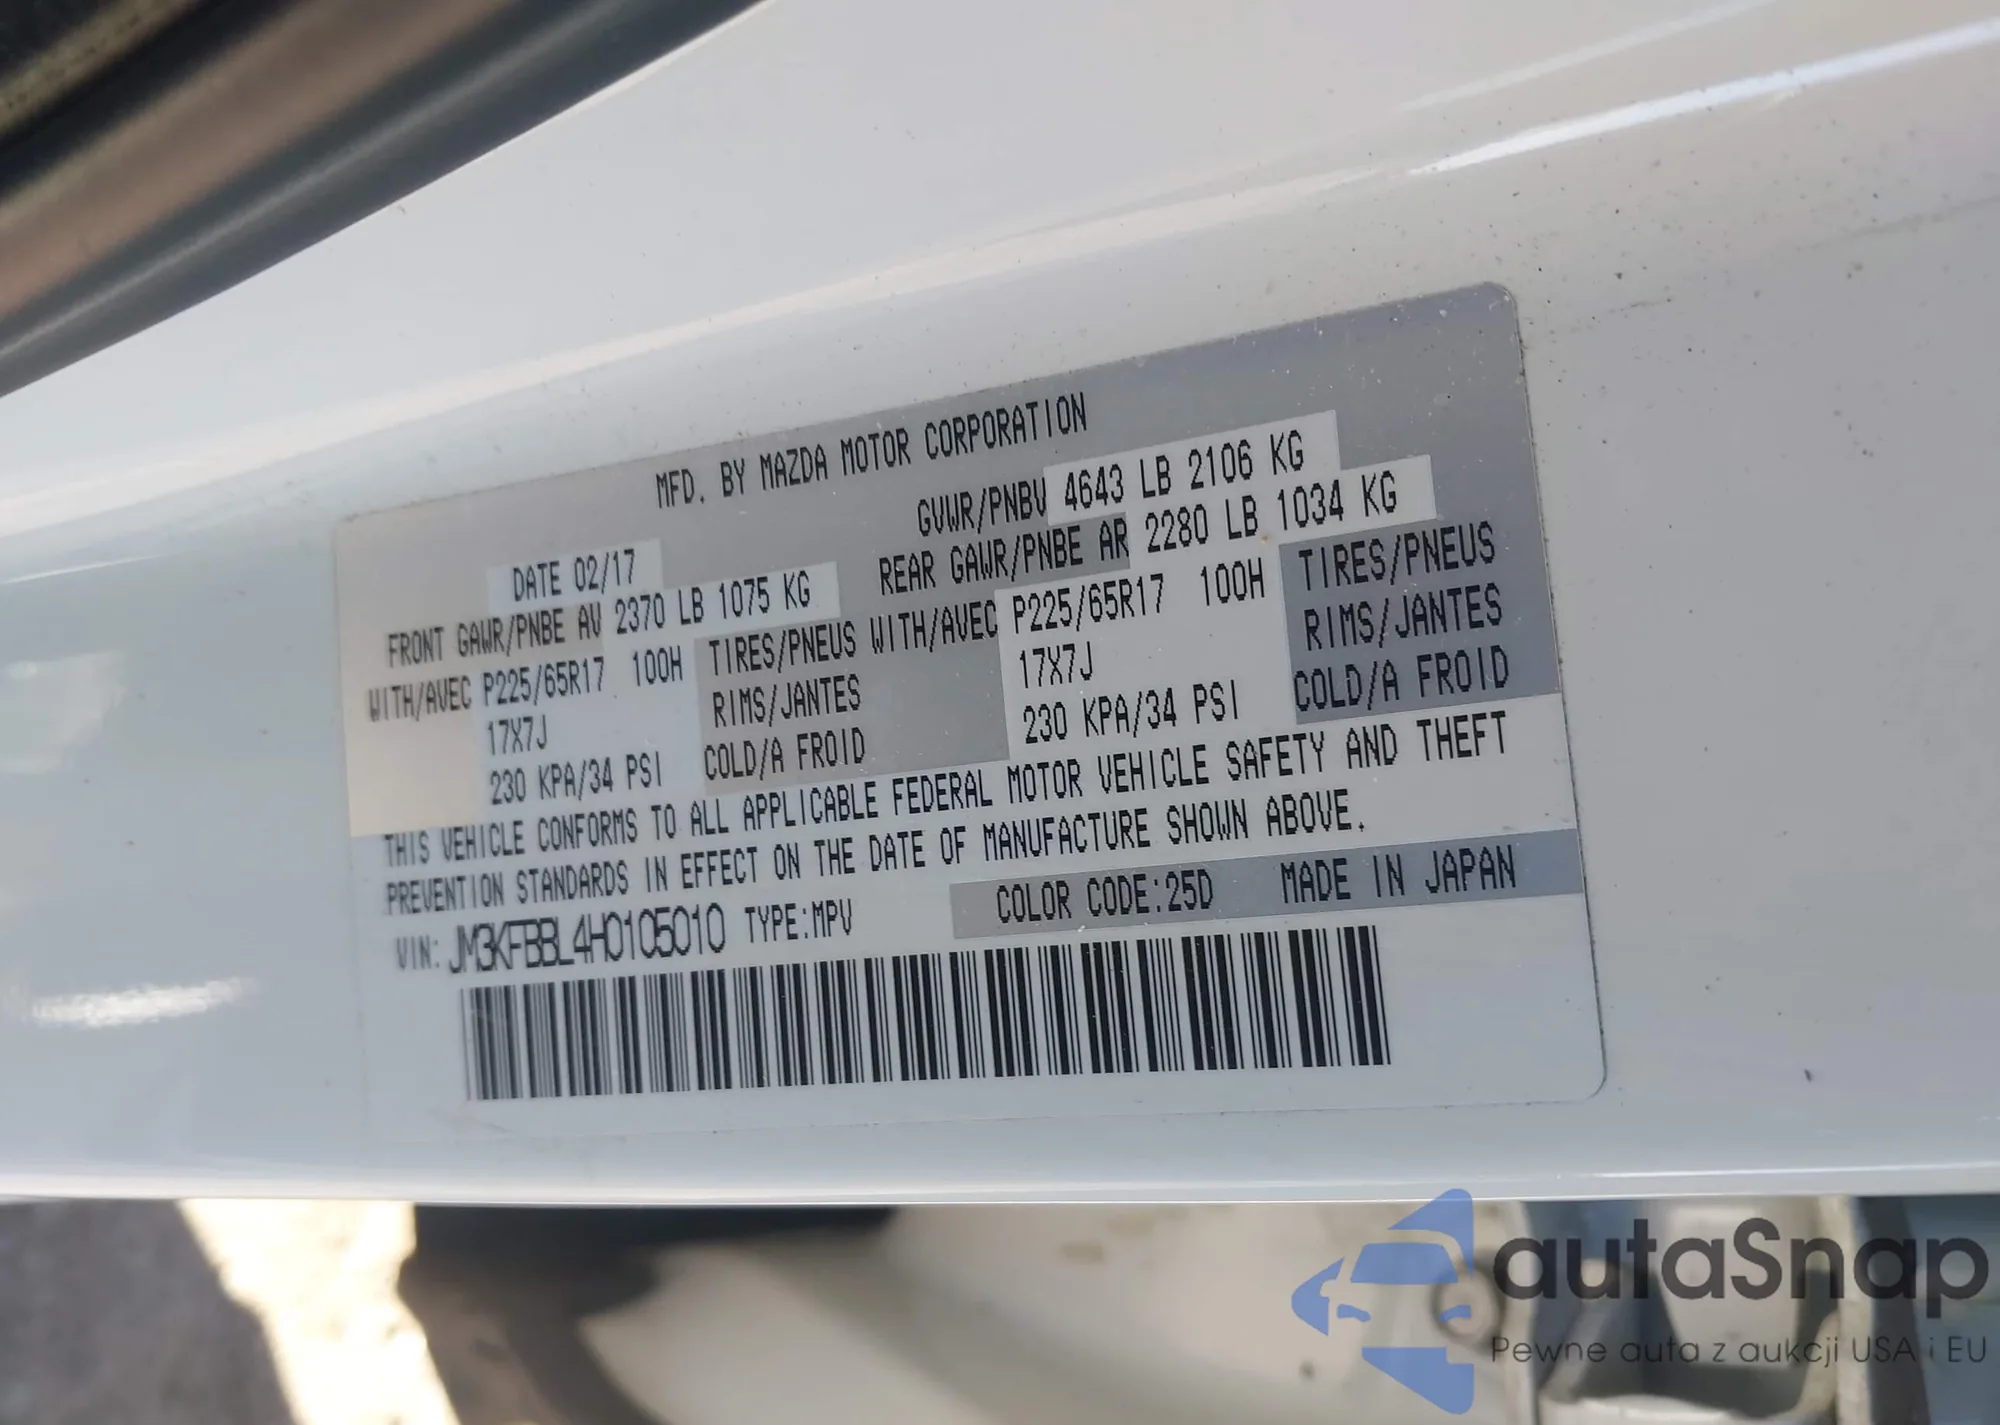 MFD. BY MAZDA MOTOR CORPORATION
DATE 02/17 GVWR/PNBV 4643 LB 2106 KG
FRONT GAWR/PNBE AV 2370 LB 1075 KG REAR GAWR/PNBE AR 2280 LB 1034 KG
WITH/AVEC P225/65R17 100H TIRES/PNEUS WITH/AVEC P225/65R17 100H TIRES/PNEUS
17X7J RIMS/JANTES 17X7J RIMS/JANTES
230 KPA/34 PSI COLD/A FROID 230 KPA/34 PSI COLD/A FROID
THIS VEHICLE CONFORMS TO ALL APPLICABLE FEDERAL MOTOR VEHICLE SAFETY AND THEFT
PREVENTION STANDARDS IN EFFECT ON THE DATE OF MANUFACTURE SHOWN ABOVE.
VIN: JM3KFBBL4H0105010 TYPE:MPV COLOR CODE:25D MADE IN JAPAN
autaSnap
Pewne auta z aukcji USA i EU